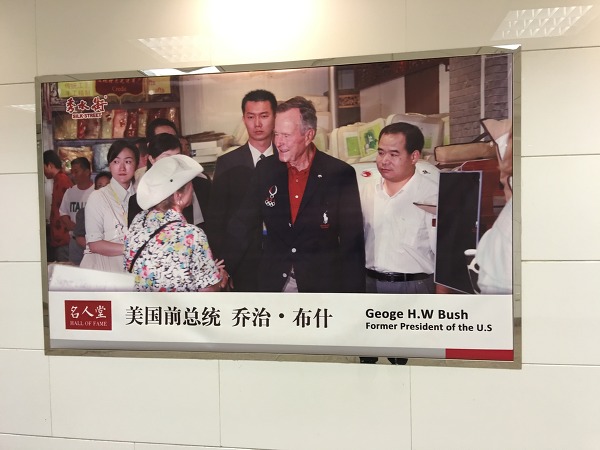 秀水街
SILK STREET
ITALIA
名人堂
HALL OF FAME
美国前总统 乔治·布什
Geoge H.W Bush
Former President of the U.S